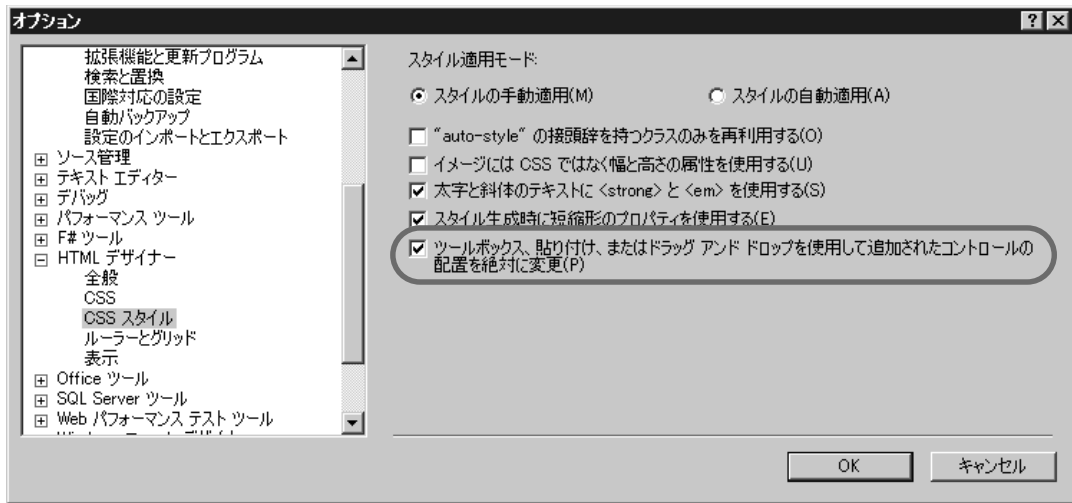 オプション
拡張機能と更新プログラム
検索と置換
国際対応の設定
自動バックアップ
設定のインポートとエクスポート
ソース管理
テキスト エディター
デバッグ
パフォーマンス ツール
F# ツール
HTML デザイナー
全般
CSS
CSS スタイル
ルーラーとグリッド
表示
Office ツール
SQL Server ツール
Web パフォーマンス テスト ツール
スタイル適用モード:
スタイルの手動適用(M)
スタイルの自動適用(A)
"auto-style" の接頭辞を持つクラスのみを再利用する(O)
イメージには CSS ではなく幅と高さの属性を使用する(U)
太字と斜体のテキストに <strong> と <em> を使用する(S)
スタイル生成時に短縮形のプロパティを使用する(E)
ツールボックス、貼り付け、またはドラッグ アンド ドロップを使用して追加されたコントロールの
配置を絶対に変更(P)
OK
キャンセル